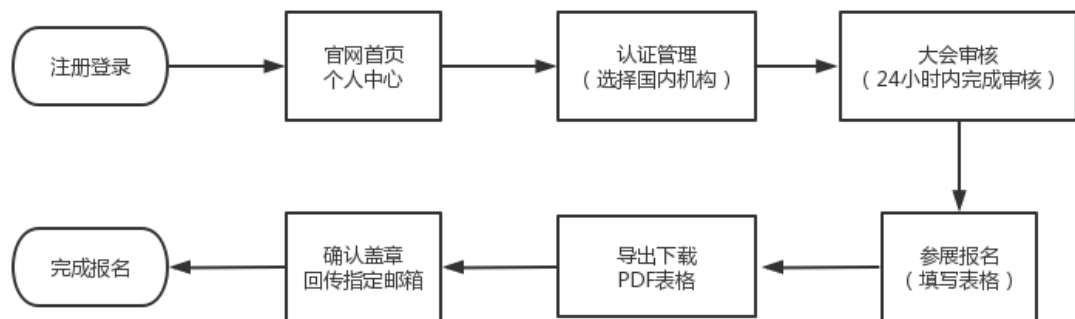 注册登录
官网首页
个人中心
认证管理
（选择国内机构）
大会审核
（24小时内完成审核）
参展报名
（填写表格）
导出下载
PDF表格
确认盖章
回传指定邮箱
完成报名